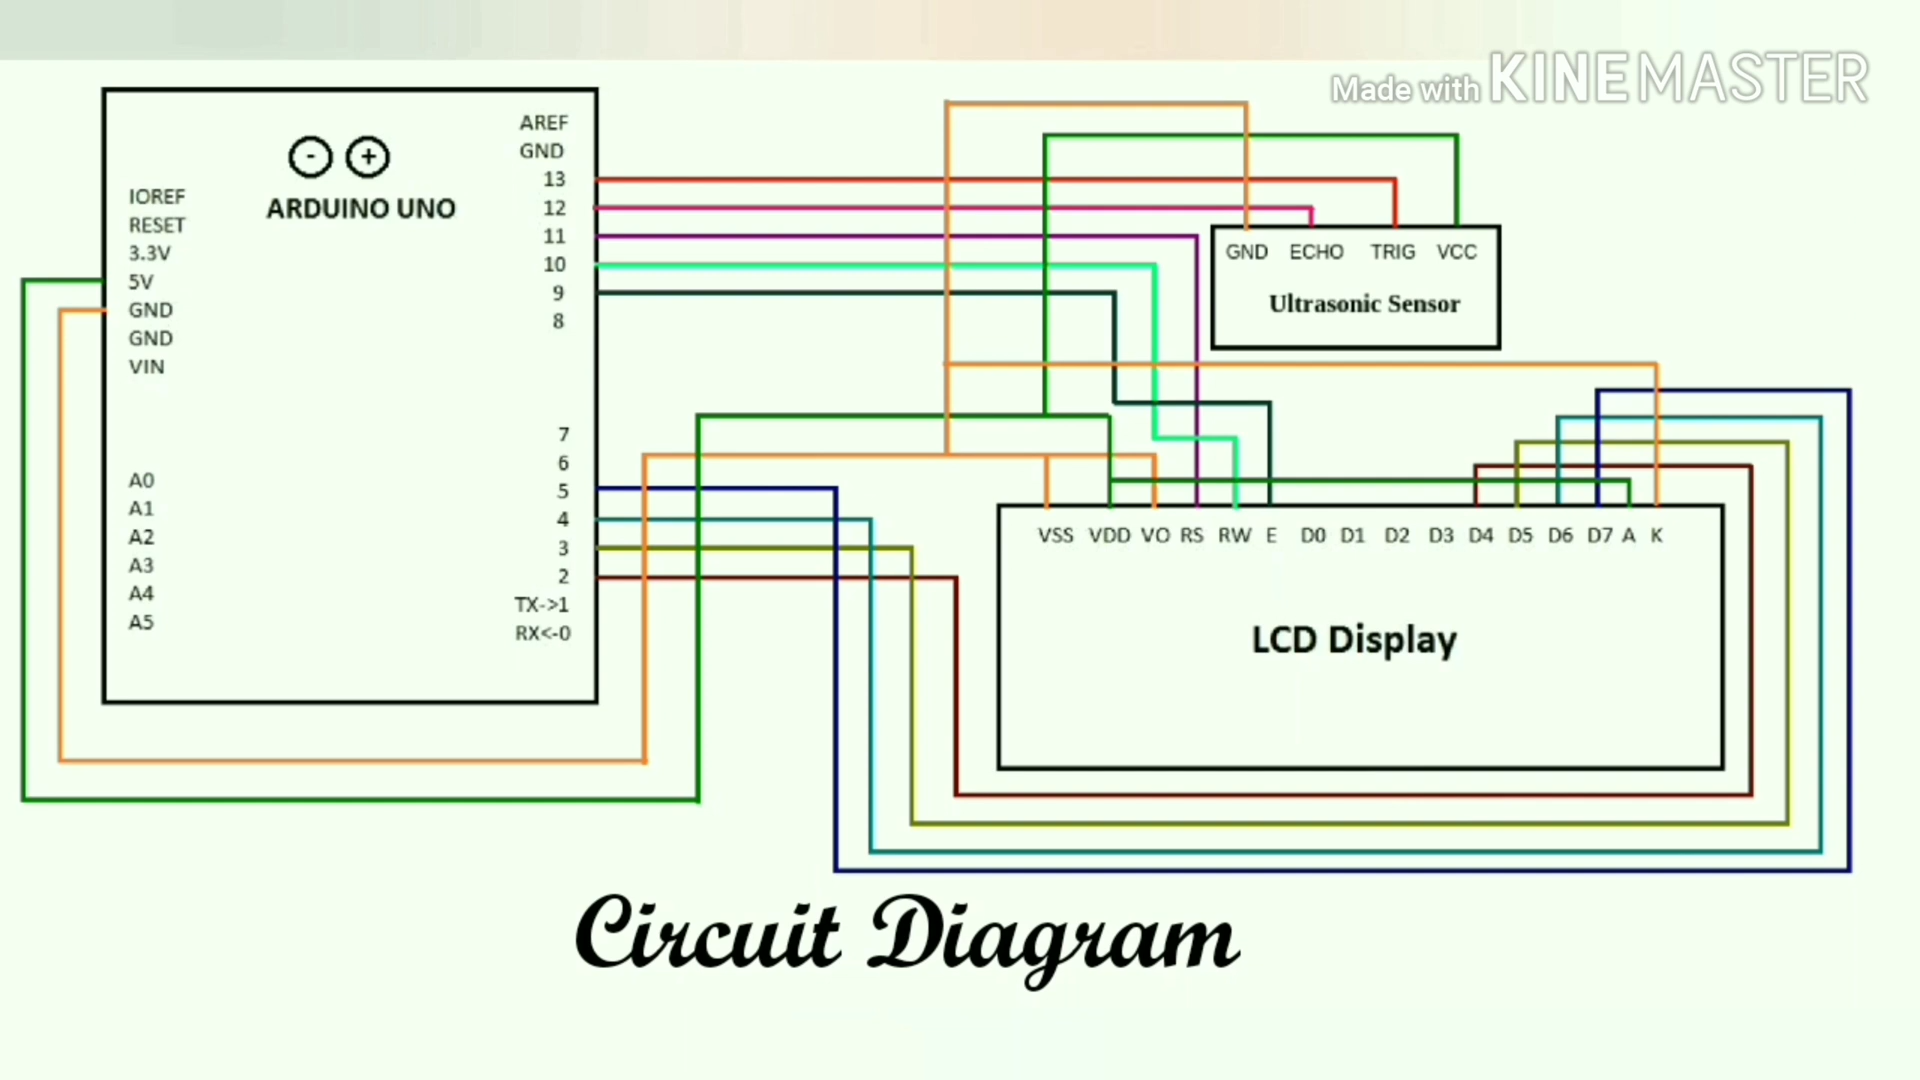 Made with KINEMASTER
AREF
GND
13
12
11
10
9
8
- +
ARDUINO UNO
IOREF
RESET
3.3V
5V
GND
GND
VIN
7
6
5
4
3
2
TX->1
RX<-0
A0
A1
A2
A3
A4
A5
GND ECHO TRIG VCC
Ultrasonic Sensor
VSS VDD VO RS RW E D0 D1 D2 D3 D4 D5 D6 D7 A K
LCD Display
Circuit Diagram